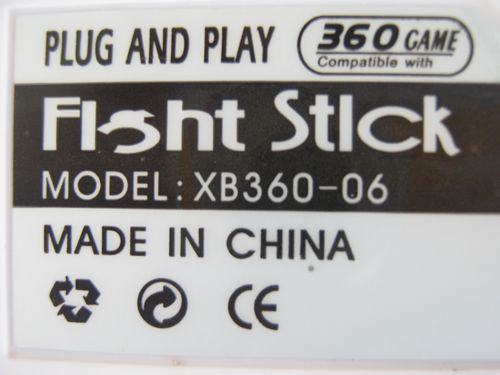 PLUG AND PLAY
360 GAME
Compatible with
Fight Stick
MODEL: XB360-06
MADE IN CHINA
CE